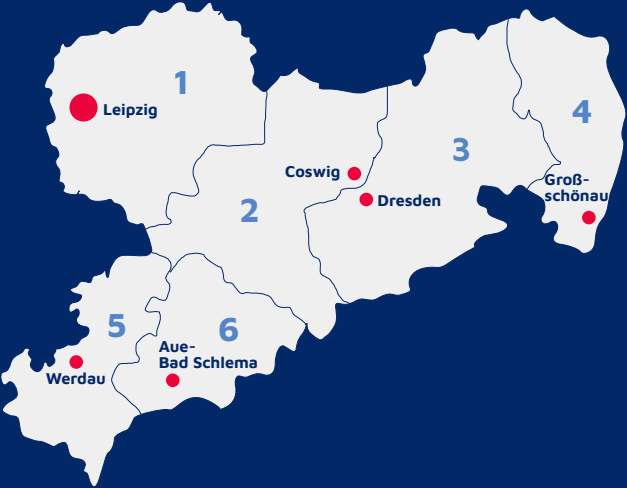 1
Leipzig
4
3
Coswig
Groß-
schönau
Dresden
2
5
6
Aue-
Bad Schlema
Werdau